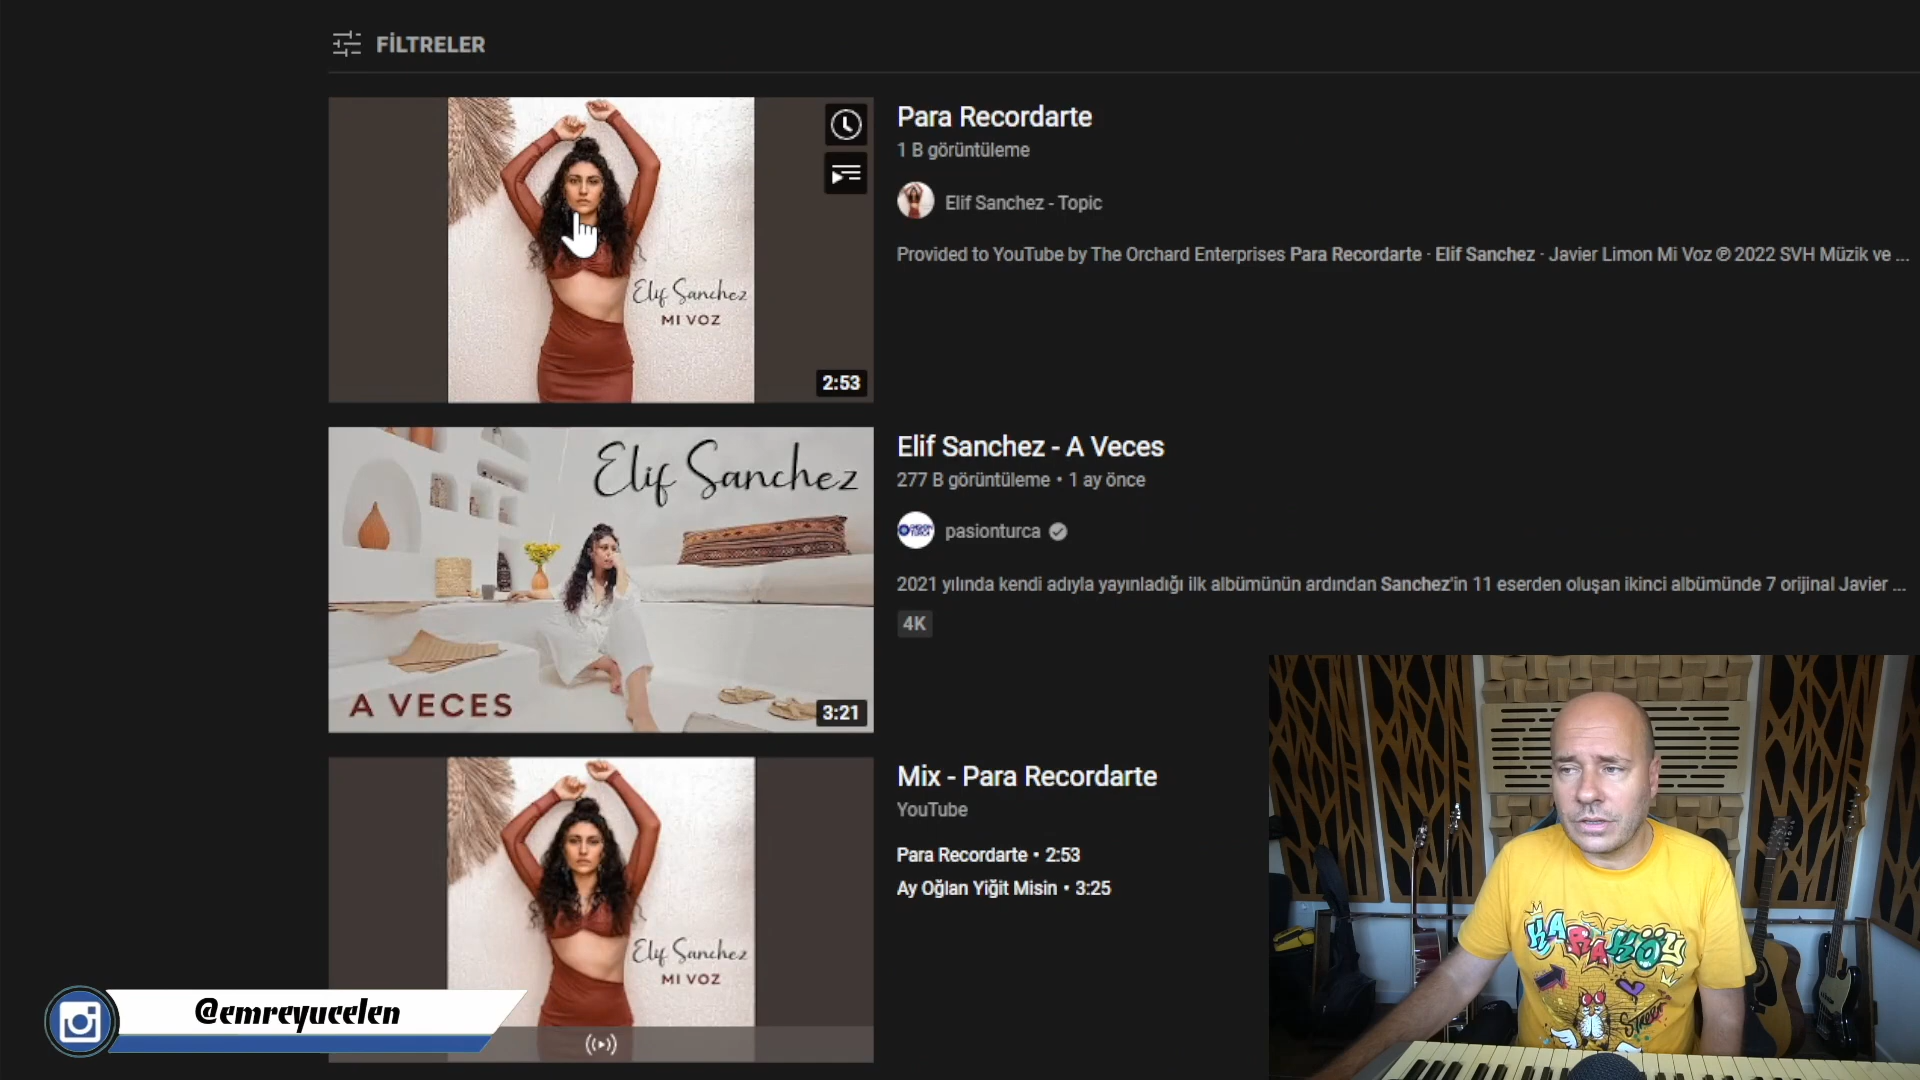 FİLTRELER
Elif Sanchez
MI VOZ
2:53
Para Recordarte
1 B görüntüleme
Elif Sanchez - Topic
Provided to YouTube by The Orchard Enterprises Para Recordarte · Elif Sanchez · Javier Limon Mi Voz ℗ 2022 SVH Müzik ve ...
Elif Sanchez
A VECES
3:21
Elif Sanchez - A Veces
277 B görüntüleme • 1 ay önce
PASION
TURCA
pasionturca
2021 yılında kendi adıyla yayınladığı ilk albümünün ardından Sanchez'in 11 eserden oluşan ikinci albümünde 7 orijinal Javier ...
4K
Elif Sanchez
MI VOZ
Mix - Para Recordarte
YouTube
Para Recordarte • 2:53
Ay Oğlan Yiğit Misin • 3:25
@emreyucelen
KARAKÖY
STREET